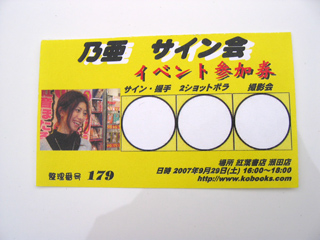 乃亜 サイン会
イベント参加券
サイン・握手 2ショットポラ 撮影会
場所 紅葉書店 瀬田店
整理番号 179
日時 2007年9月29日(土) 16:00〜18:00
http://www.kobooks.com